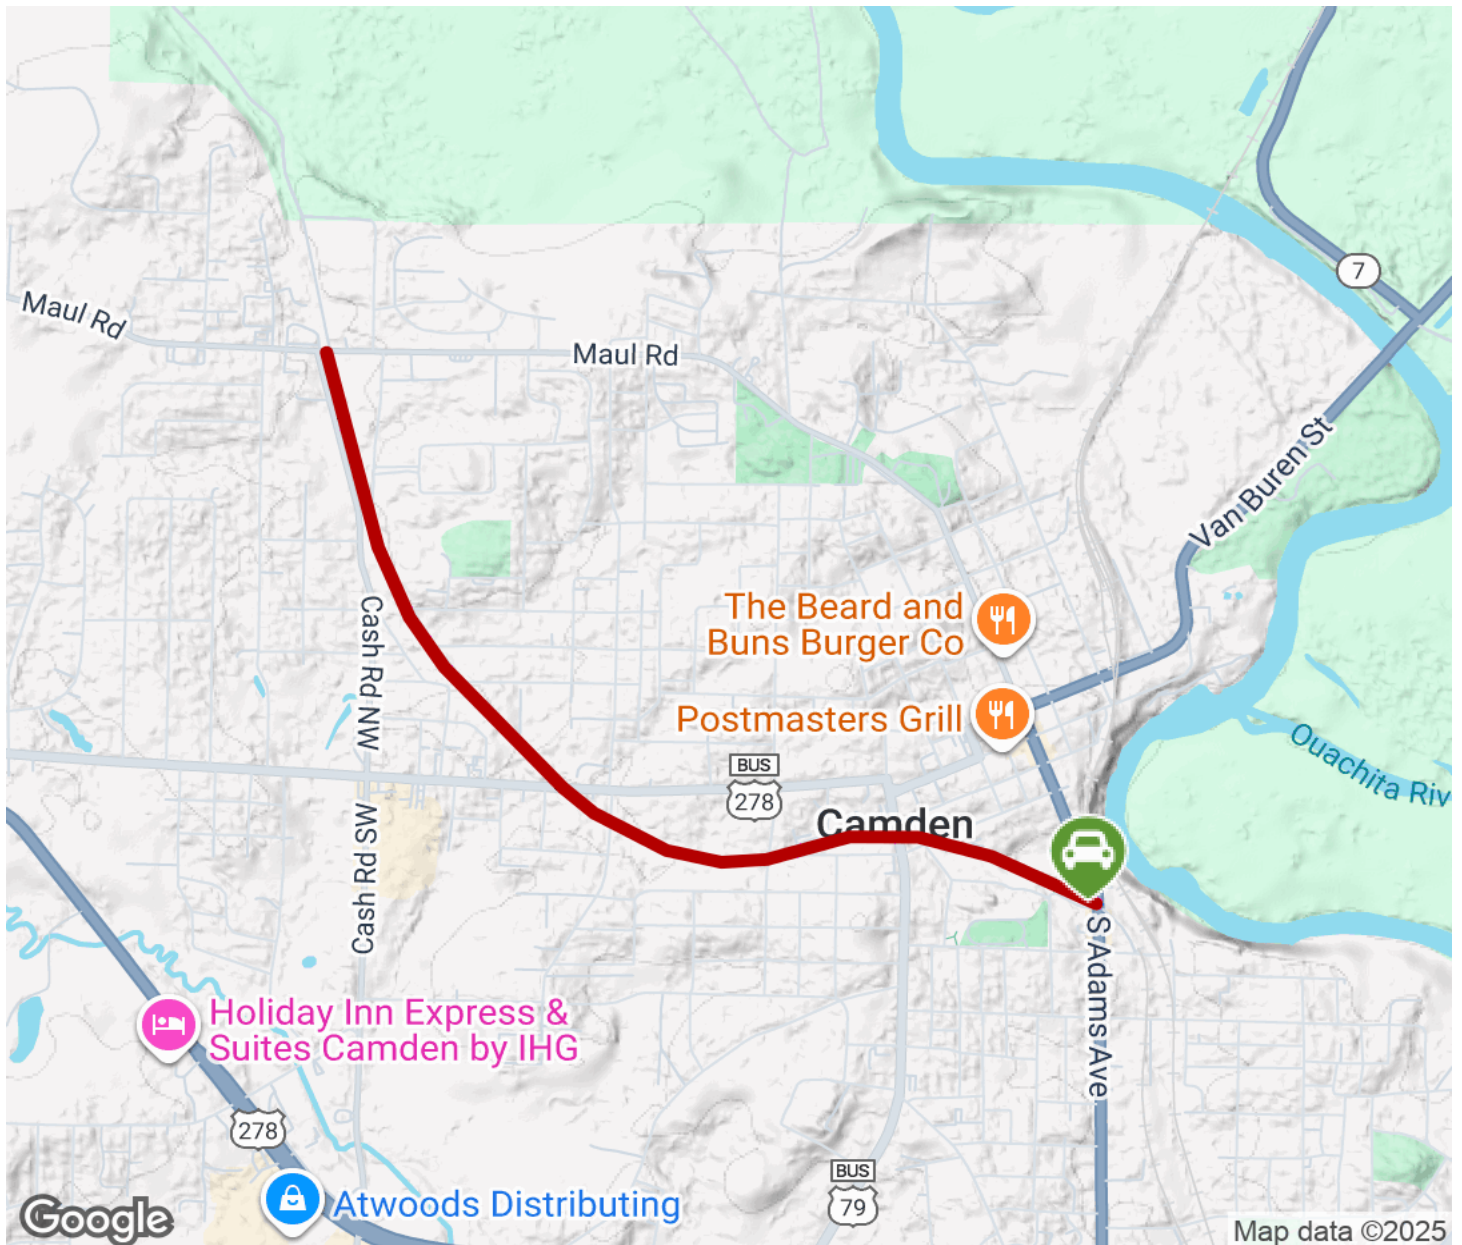 7
Maul Rd
Maul Rd
Van Buren St
Cash Rd NW
The Beard and
Buns Burger Co
Postmasters Grill
Ouachita Riv
BUS
278
Camden
Cash Rd SW
S Adams Ave
Holiday Inn Express &
Suites Camden by IHG
278
BUS
79
Atwoods Distributing
Google
Map data ©2025